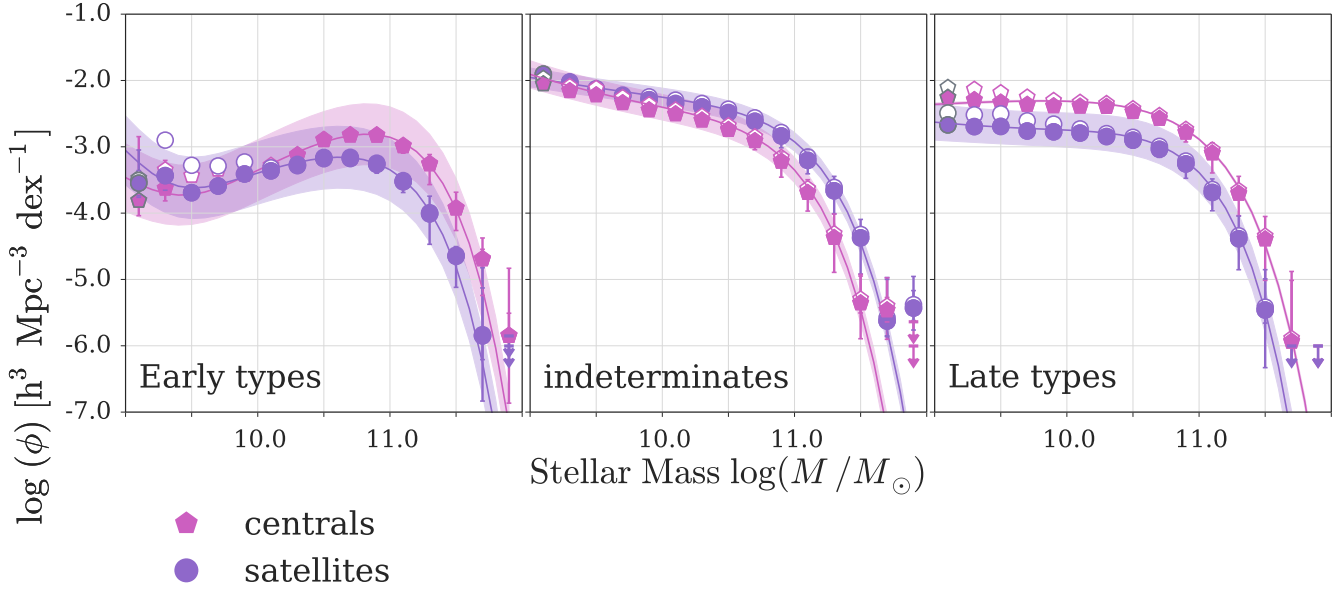 -1.0
-2.0
-3.0
-4.0
-5.0
-6.0
-7.0
log (ϕ) [h³ Mpc⁻³ dex⁻¹]
Early types
indeterminates
Late types
10.0 11.0 10.0 11.0 10.0 11.0
Stellar Mass log(M /M⊙)
centrals
satellites